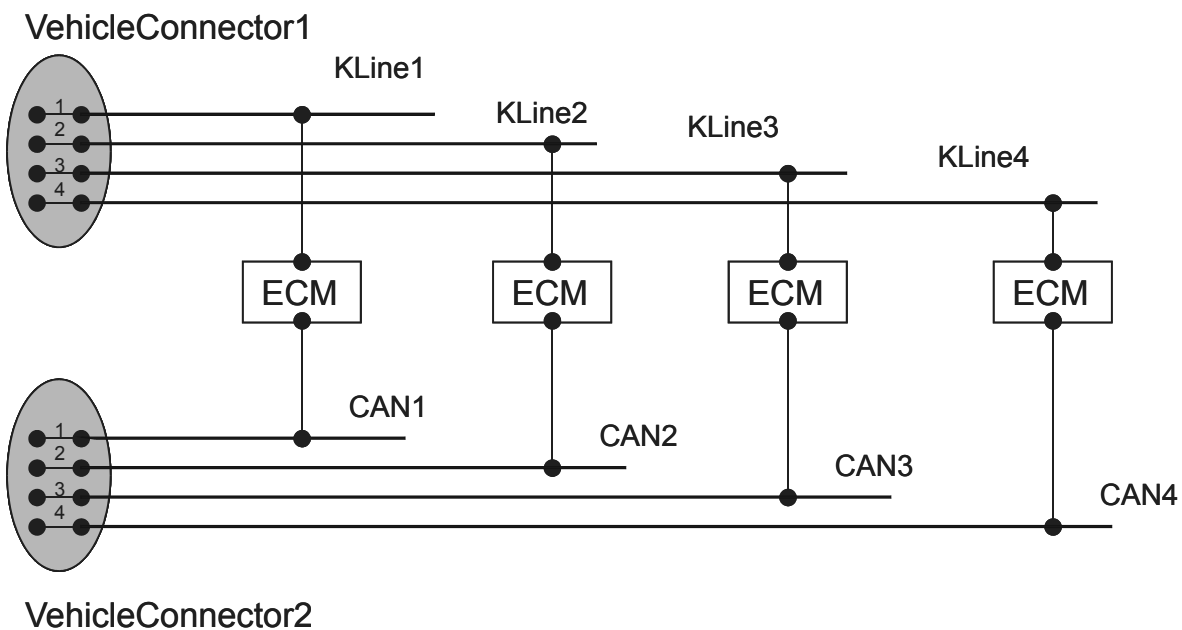 VehicleConnector1
KLine1
1
KLine2
2
KLine3
3
KLine4
4
ECM ECM ECM ECM
CAN1
1
CAN2
2
CAN3
3
CAN4
4
VehicleConnector2